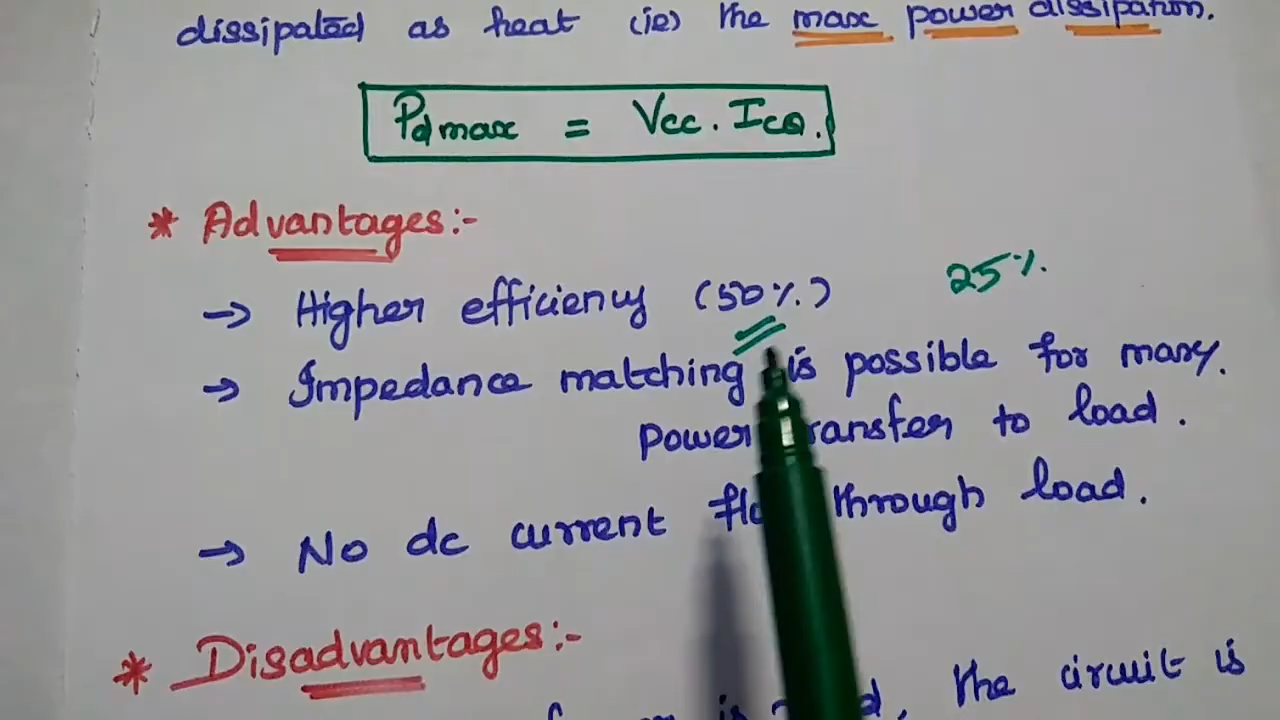 dissipated as heat (ie) the max power dissipation.
Pdmax = Vcc. ICQ.
* Advantages:-
→ Higher efficiency (50%) 25%.
→ Impedance matching is possible for max.
power transfer to load.
→ No dc current through load.
* Disadvantages:-
is the circuit is